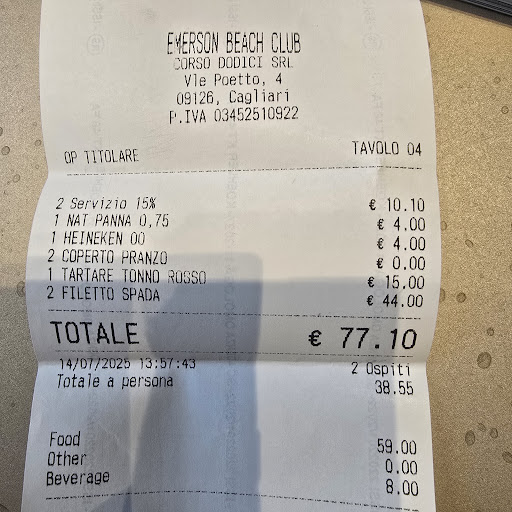 EMERSON BEACH CLUB
CORSO DODICI SRL
Vle Poetto, 4
09126, Cagliari
P.IVA 03452510922
OP TITOLARE TAVOLO 04
2 Servizio 15% € 10.10
1 NAT PANNA 0,75 € 4.00
1 HEINEKEN 00 € 4.00
2 COPERTO PRANZO € 0.00
1 TARTARE TONNO ROSSO € 15.00
2 FILETTO SPADA € 44.00
TOTALE € 77.10
14/07/2025 13:57:43 2 Ospiti
Totale a persona 38.55
Food 59.00
Other 0.00
Beverage 8.00